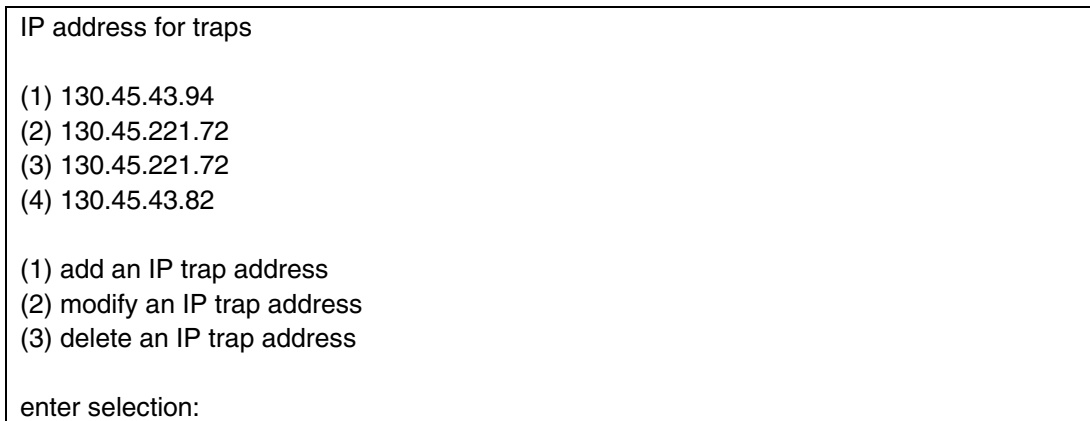 IP address for traps
(1) 130.45.43.94
(2) 130.45.221.72
(3) 130.45.221.72
(4) 130.45.43.82
(1) add an IP trap address
(2) modify an IP trap address
(3) delete an IP trap address
enter selection: